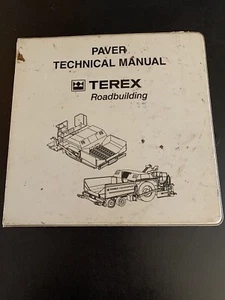 PAVER
TECHNICAL MANUAL
TEREX
Roadbuilding